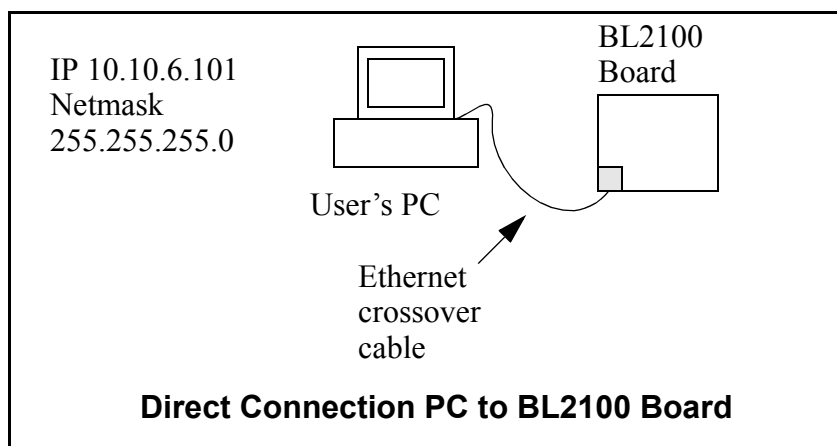 IP 10.10.6.101
Netmask
255.255.255.0
BL2100
Board
User’s PC
Ethernet
crossover
cable
Direct Connection PC to BL2100 Board